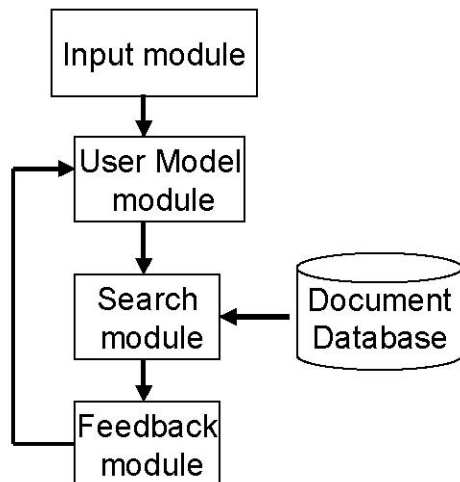 Input module
User Model
module
Search
module
Document
Database
Feedback
module